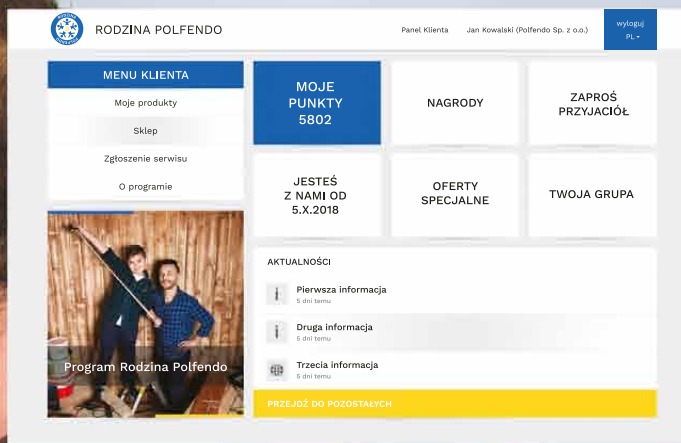 RODZINA POLFENDO
Panel Klienta
Jan Kowalski (Polfendo Sp. z o.o.)
wyloguj
PL
MENU KLIENTA
Moje produkty
Sklep
Zgłoszenie serwisu
O programie
MOJE
PUNKTY
5802
NAGRODY
ZAPROŚ
PRZYJACIÓŁ
JESTEŚ
Z NAMI OD
5.X.2018
OFERTY
SPECJALNE
TWOJA GRUPA
Program Rodzina Polfendo
AKTUALNOŚCI
Pierwsza informacja
5 dni temu
Druga informacja
5 dni temu
Trzecia informacja
5 dni temu
PRZEJDŹ DO POZOSTAŁYCH